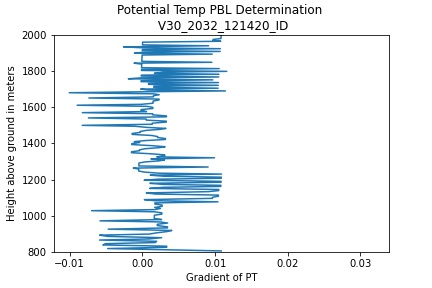 Potential Temp PBL Determination
V30_2032_121420_ID
2000
1800
1600
1400
1200
1000
800
Height above ground in meters
−0.01 0.00 0.01 0.02 0.03
Gradient of PT